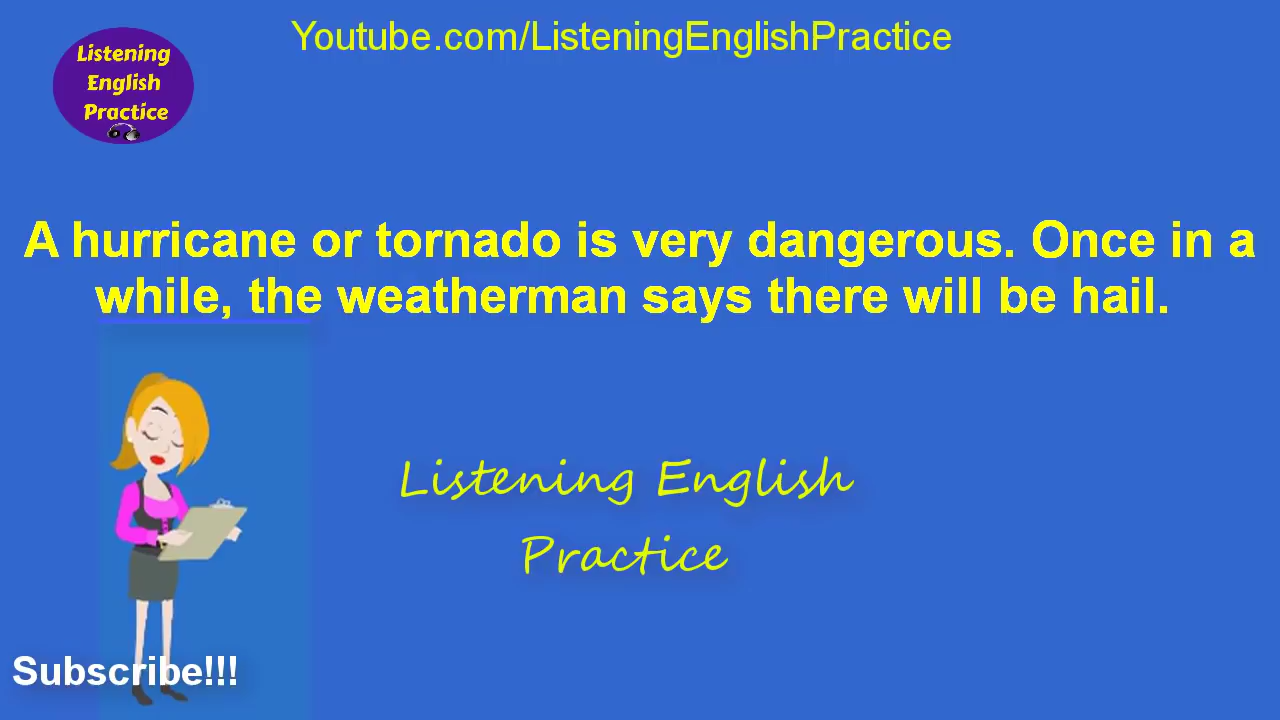 Youtube.com/ListeningEnglishPractice
Listening
English
Practice
A hurricane or tornado is very dangerous. Once in a
while, the weatherman says there will be hail.
Listening English
Practice
Subscribe!!!